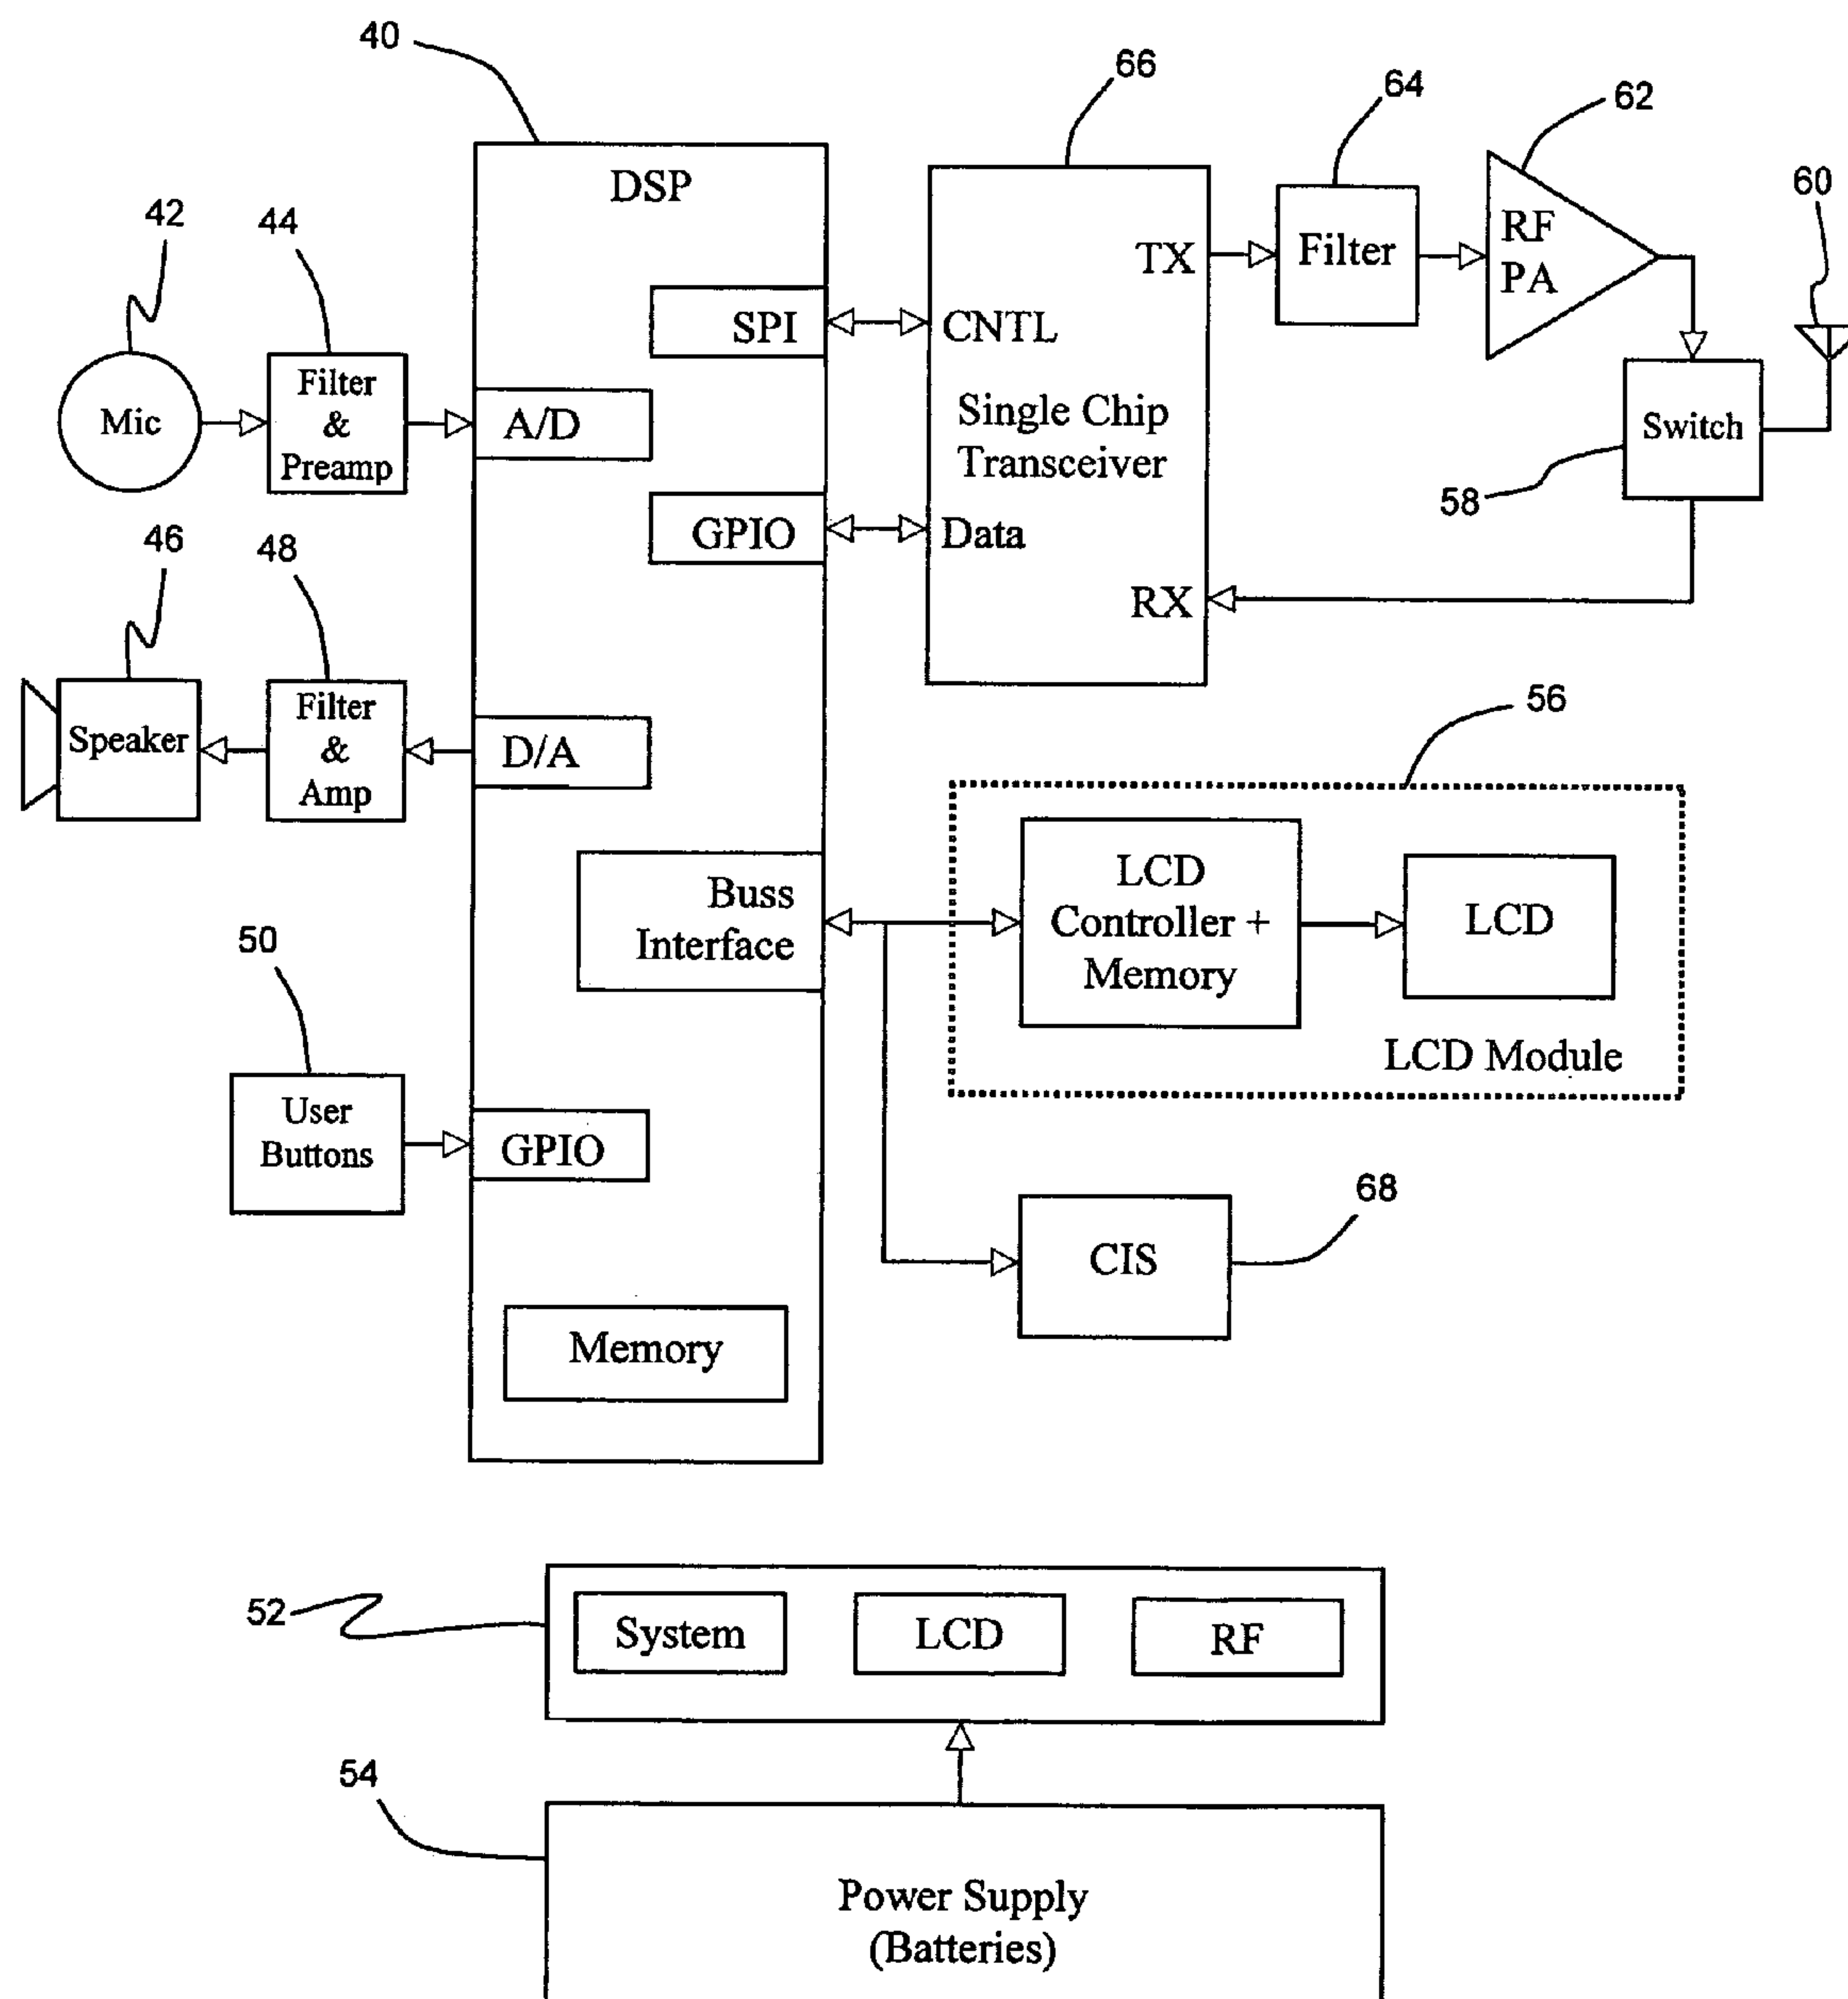 40
66
64
62
60
42
44
DSP
TX
Filter
RF
PA
SPI
CNTL
Mic
Filter
&
Preamp
A/D
Single Chip
Transceiver
Switch
58
46
48
GPIO
Data
RX
56
Speaker
Filter
&
Amp
D/A
Buss
Interface
LCD
Controller +
Memory
LCD
LCD Module
50
User
Buttons
GPIO
68
CIS
Memory
52
System
LCD
RF
54
Power Supply
(Batteries)